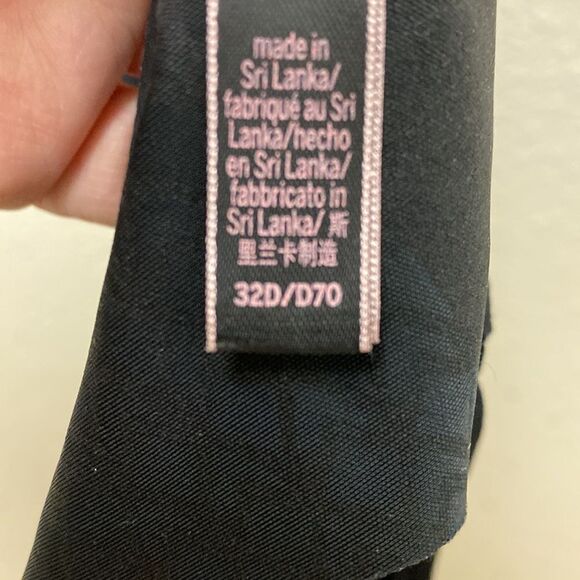 made in
Sri Lanka/
fabriqué au Sri
Lanka/hecho
en Sri Lanka/
fabbricato in
Sri Lanka/ 斯
里兰卡制造
32D/D70